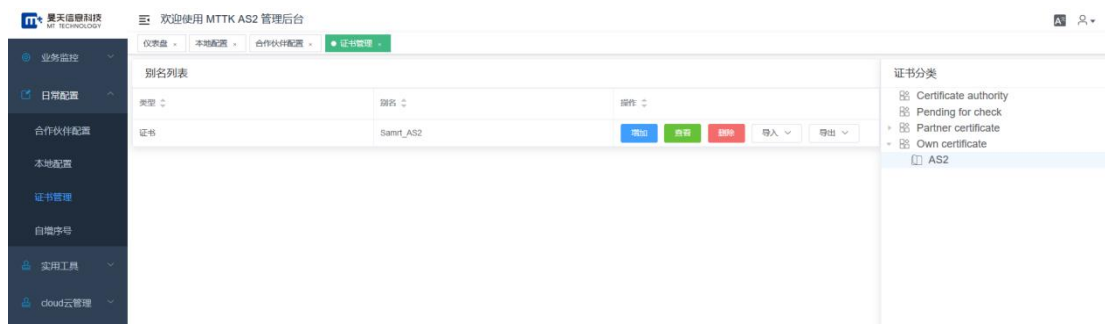 昊天信息科技
MT TECHNOLOGY
欢迎使用 MTTK AS2 管理后台
仪表盘 × 本地配置 × 合作伙伴配置 × 证书管理 ×
业务监控
日常配置
合作伙伴配置
本地配置
证书管理
自增序号
实用工具
cloud云管理
别名列表
类型 别名 操作
证书 Samrt_AS2 增加 查看 删除 导入 导出
证书分类
Certificate authority
Pending for check
Partner certificate
Own certificate
AS2